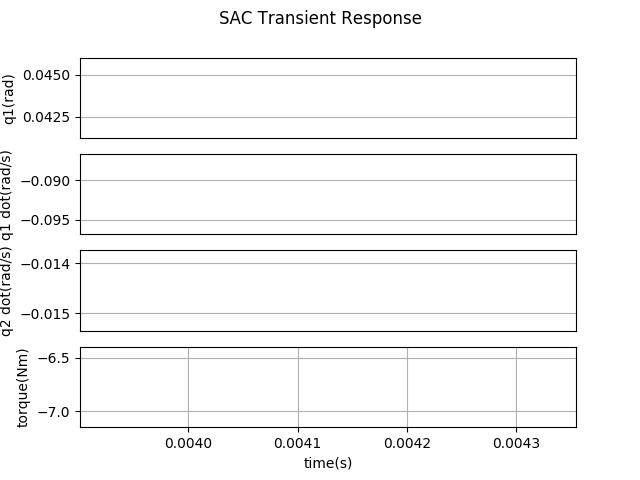 SAC Transient Response
q1(rad)
0.0450
0.0425
q1 dot(rad/s)
−0.090
−0.095
q2 dot(rad/s)
−0.014
−0.015
torque(Nm)
−6.5
−7.0
0.0040 0.0041 0.0042 0.0043
time(s)